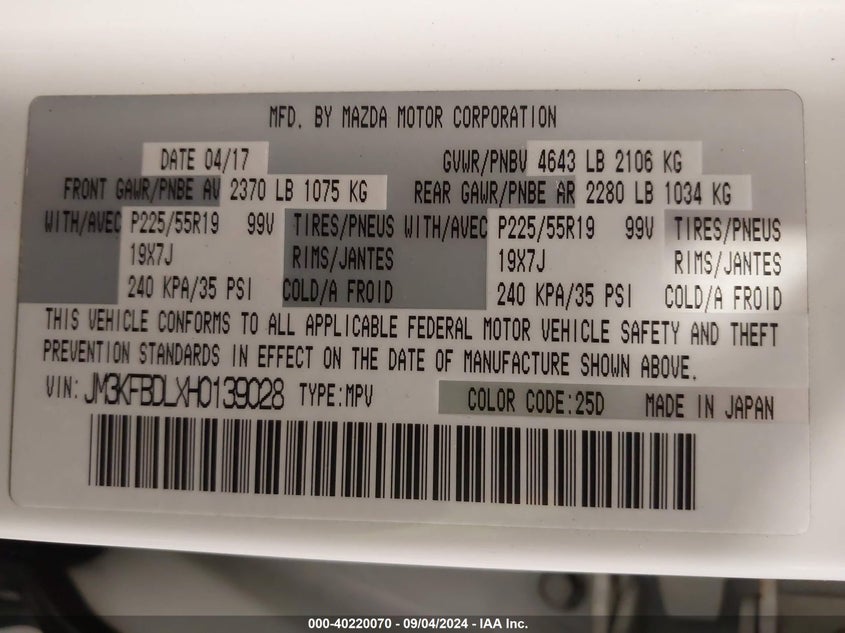 MFD. BY MAZDA MOTOR CORPORATION
DATE 04/17 GVWR/PNBV 4643 LB 2106 KG
FRONT GAWR/PNBE AV 2370 LB 1075 KG REAR GAWR/PNBE AR 2280 LB 1034 KG
WITH/AVEC P225/55R19 99V TIRES/PNEUS WITH/AVEC P225/55R19 99V TIRES/PNEUS
19X7J RIMS/JANTES 19X7J RIMS/JANTES
240 KPA/35 PSI COLD/A FROID 240 KPA/35 PSI COLD/A FROID
THIS VEHICLE CONFORMS TO ALL APPLICABLE FEDERAL MOTOR VEHICLE SAFETY AND THEFT
PREVENTION STANDARDS IN EFFECT ON THE DATE OF MANUFACTURE SHOWN ABOVE.
VIN: JM3KFBDLXH0139028 TYPE:MPV COLOR CODE:25D MADE IN JAPAN
000-40220070 - 09/04/2024 - IAA Inc.